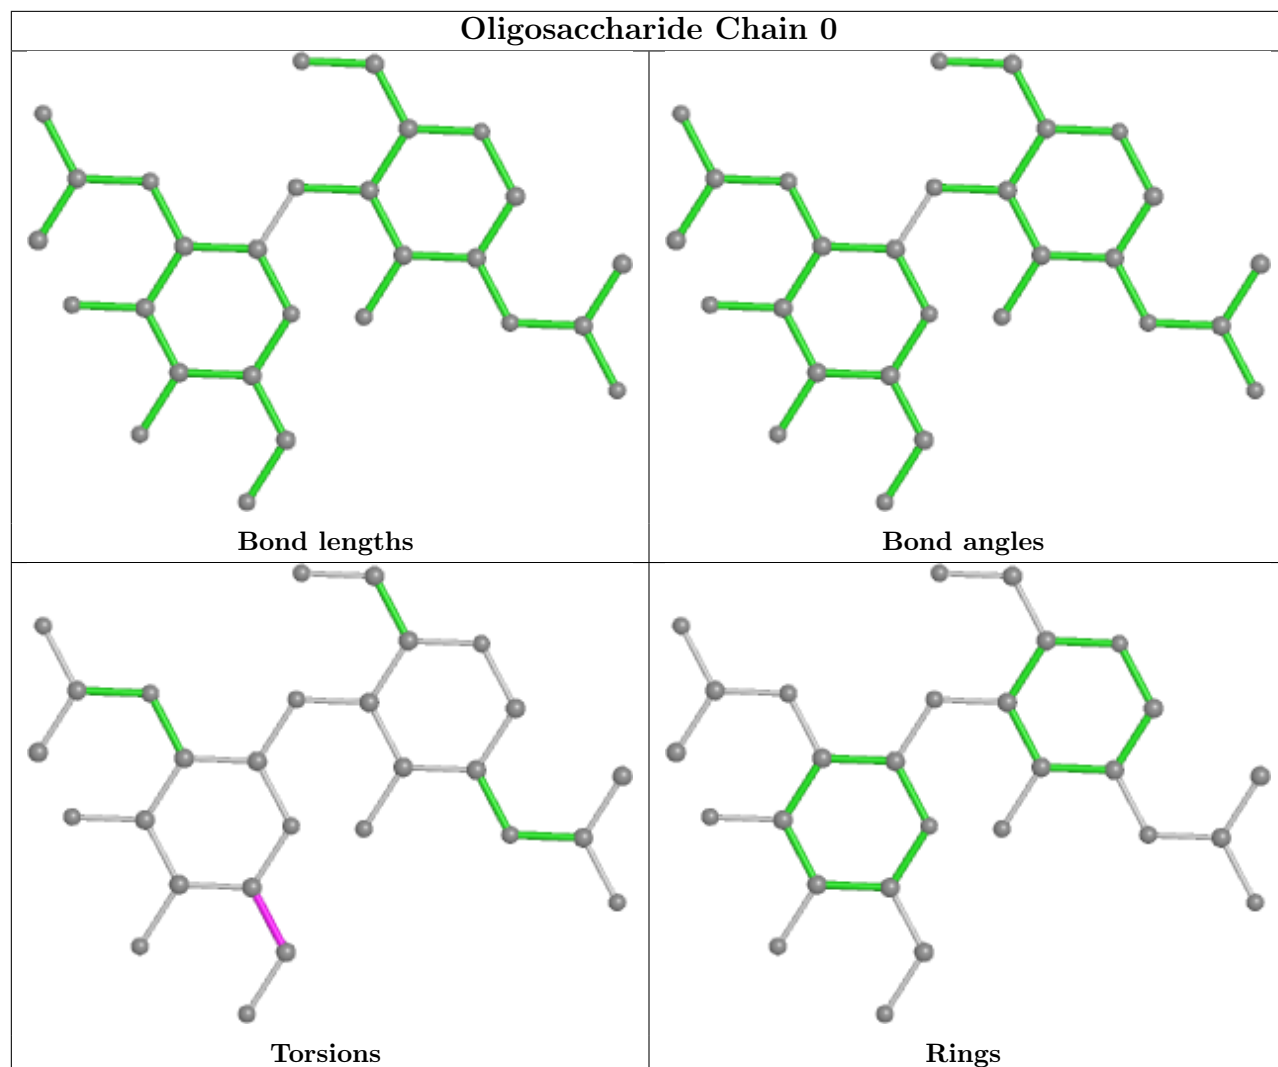 Oligosaccharide Chain 0
Bond lengths
Bond angles
Torsions
Rings